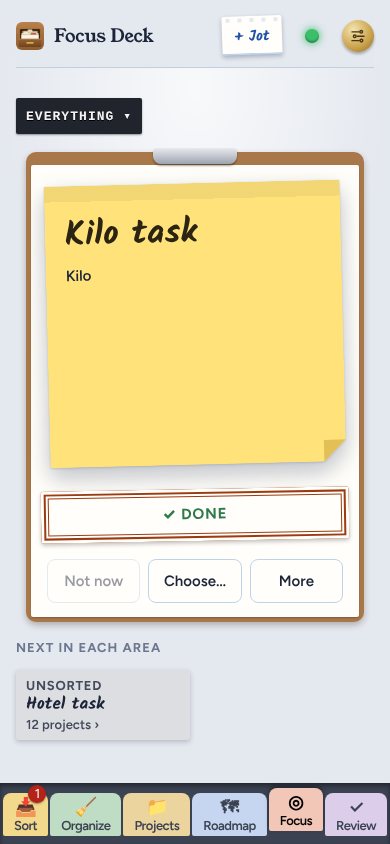 Focus Deck
+ Jot
EVERYTHING ▾
Kilo task
Kilo
✓ DONE
Not now
Choose...
More
NEXT IN EACH AREA
UNSORTED
Hotel task
12 projects ›
1
Sort
Organize
Projects
Roadmap
Focus
Review